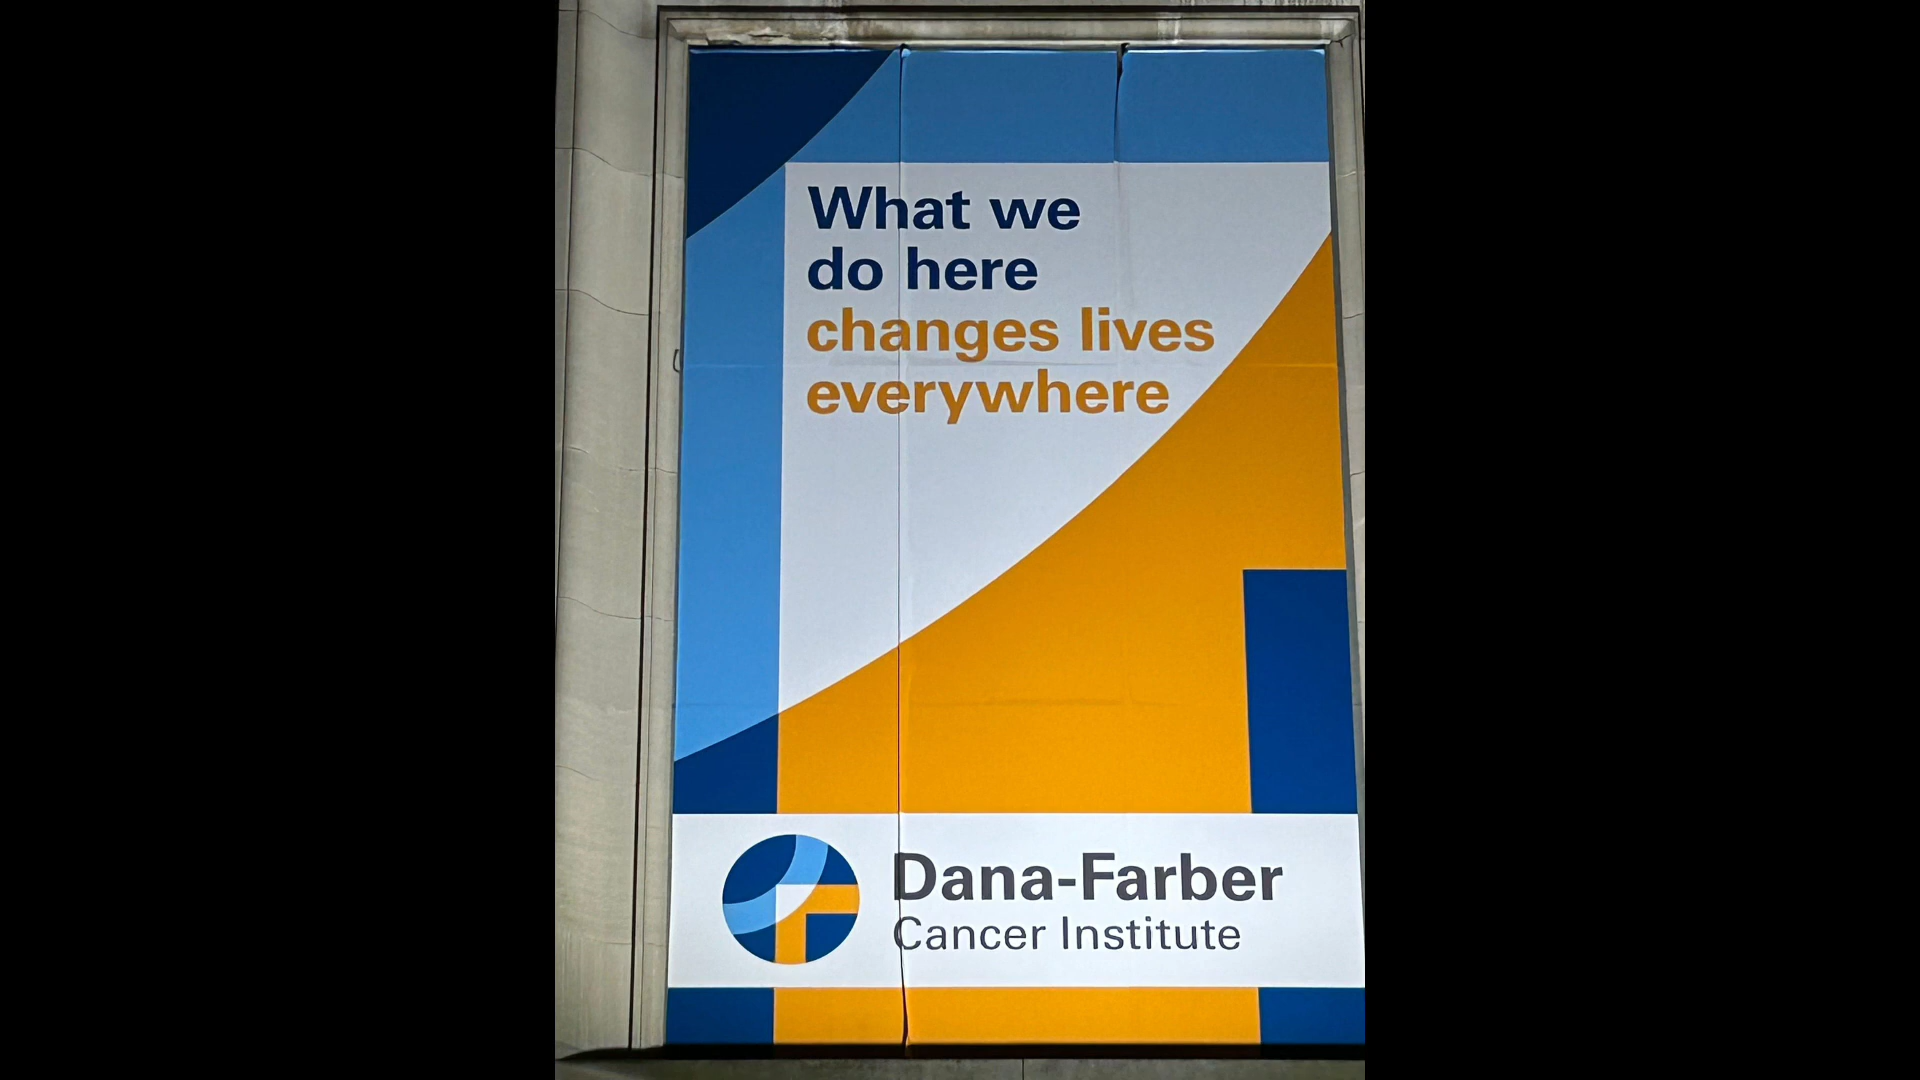 What we
do here
changes lives
everywhere
Dana-Farber
Cancer Institute